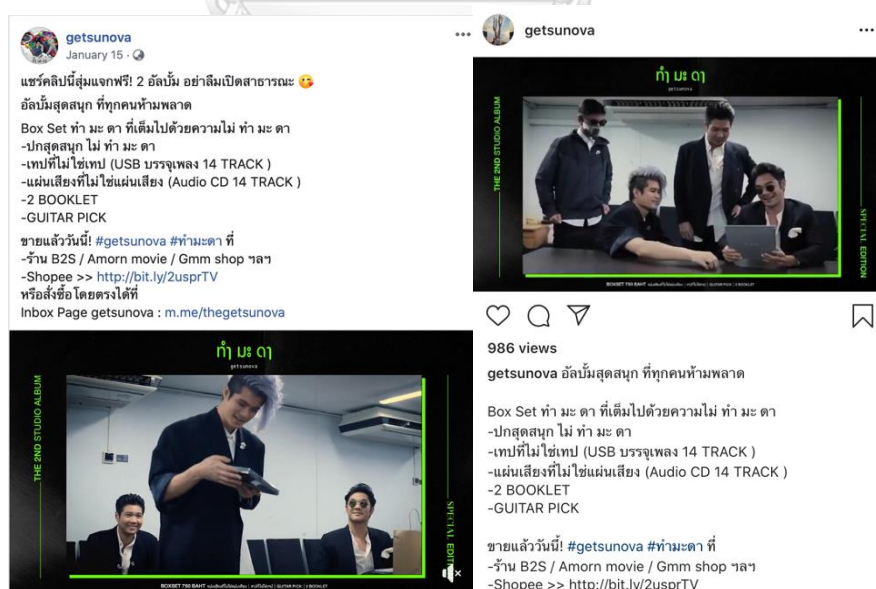 getsunova
January 15
แชร์คลิปนี้สุ่มแจกฟรี! 2 อัลบั้ม อย่าลืมเปิดสาธารณะ 😘
อัลบั้มสุดสนุก ที่ทุกคนห้ามพลาด
Box Set ทำ มะ ดา ที่เต็มไปด้วยความไม่ ทำ มะ ดา
-ปกสุดสนุก ไม่ ทำ มะ ดา
-เทปที่ไม่ใช่เทป (USB บรรจุเพลง 14 TRACK )
-แผ่นเสียงที่ไม่ใช่แผ่นเสียง (Audio CD 14 TRACK )
-2 BOOKLET
-GUITAR PICK
ขายแล้ววันนี้! #getsunova #ทำมะดา ที่
-ร้าน B2S / Amorn movie / Gmm shop ฯลฯ
-Shopee >> http://bit.ly/2usprTV
หรือสั่งซื้อโดยตรงได้ที่
Inbox Page getsunova : m.me/thegetsunova
ทำ มะ ดา
getsunova
THE 2ND STUDIO ALBUM
SPECIAL EDIT
BOXSET 750 BAHT
getsunova
ทำ มะ ดา
getsunova
THE 2ND STUDIO ALBUM
SPECIAL EDITION
BOXSET 750 BAHT
986 views
getsunova อัลบั้มสุดสนุก ที่ทุกคนห้ามพลาด
Box Set ทำ มะ ดา ที่เต็มไปด้วยความไม่ ทำ มะ ดา
-ปกสุดสนุก ไม่ ทำ มะ ดา
-เทปที่ไม่ใช่เทป (USB บรรจุเพลง 14 TRACK )
-แผ่นเสียงที่ไม่ใช่แผ่นเสียง (Audio CD 14 TRACK )
-2 BOOKLET
-GUITAR PICK
ขายแล้ววันนี้! #getsunova #ทำมะดา ที่
-ร้าน B2S / Amorn movie / Gmm shop ฯลฯ
-Shopee >> http://bit.ly/2usprTV